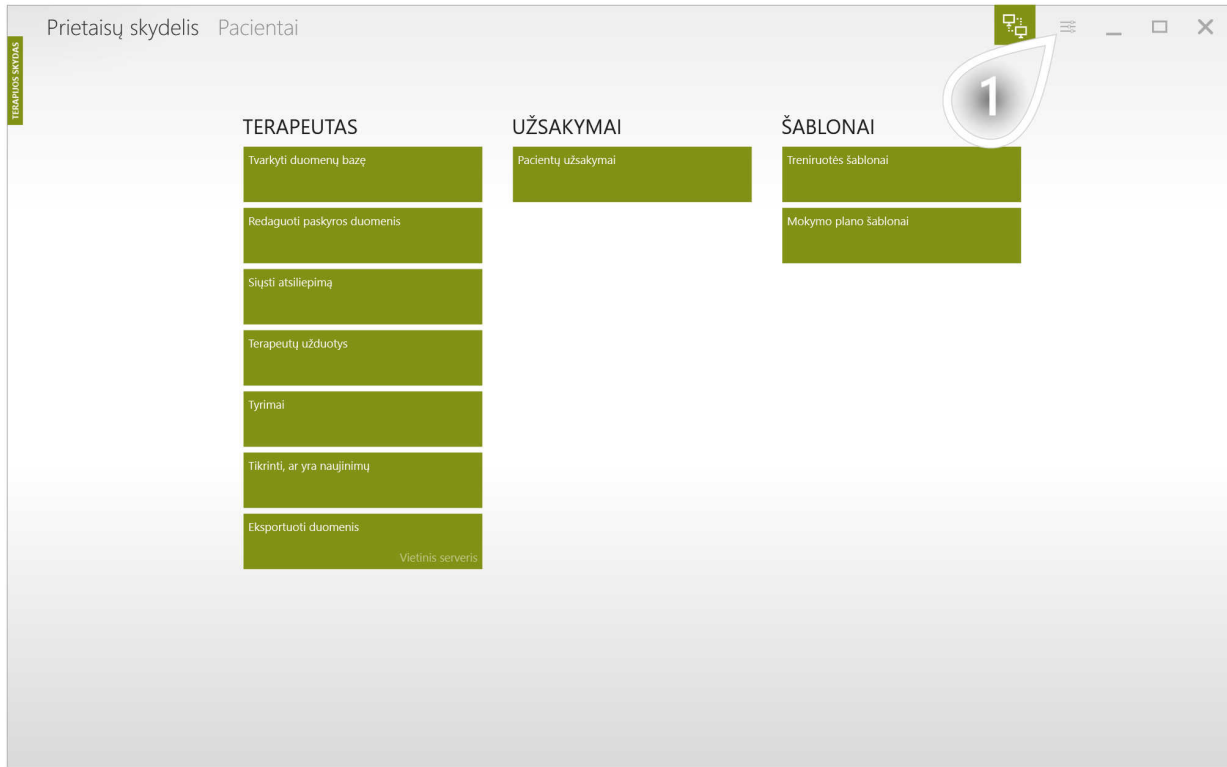 Prietaisų skydelis Pacientai
TERAPIJOS SKYDAS
1
TERAPEUTAS
Tvarkyti duomenų bazę
Redaguoti paskyros duomenis
Siųsti atsiliepimą
Terapeutų užduotys
Tyrimai
Tikrinti, ar yra naujinimų
Eksportuoti duomenis
Vietinis serveris
UŽSAKYMAI
Pacientų užsakymai
ŠABLONAI
Treniruotės šablonai
Mokymo plano šablonai